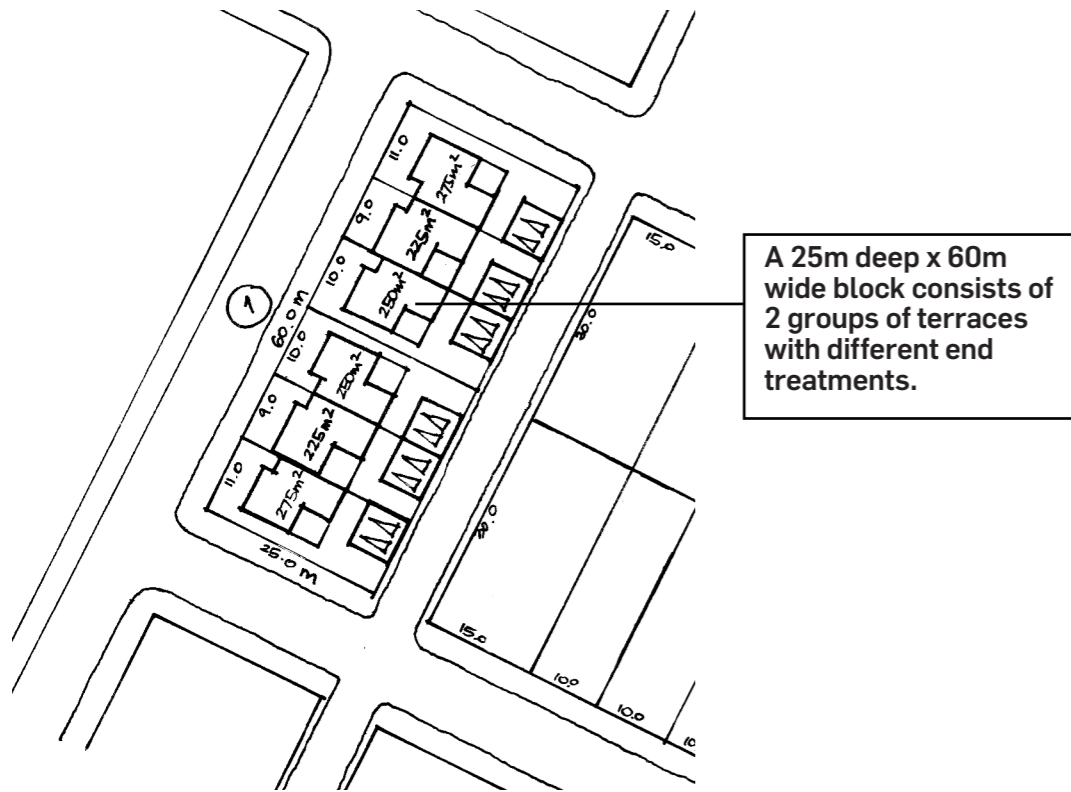 11.0
275m²
9.0
225m²
10.0
250m²
1
60.0 M
10.0
250m²
9.0
225m²
11.0
275m²
25.0 M
15.0
30.0
15.0
10.0
10.0
10
A 25m deep x 60m
wide block consists of
2 groups of terraces
with different end
treatments.